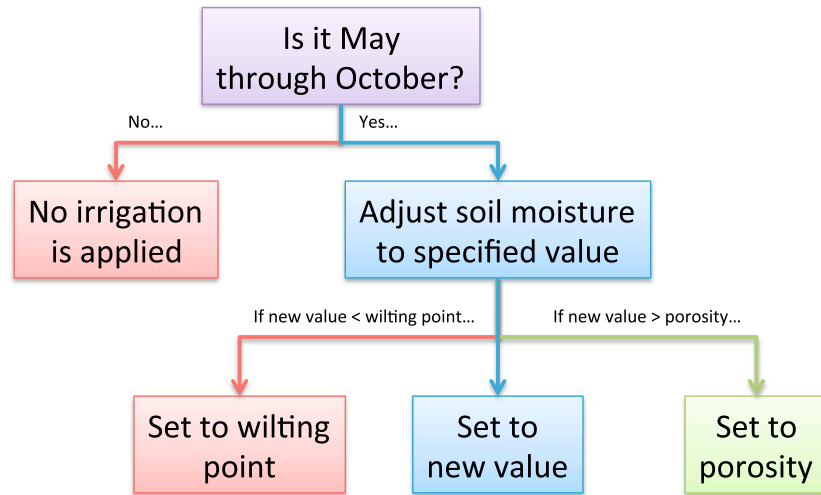 Is it May
through October?
No...
Yes...
No irrigation
is applied
Adjust soil moisture
to specified value
If new value < wilting point...
If new value > porosity...
Set to wilting
point
Set to
new value
Set to
porosity